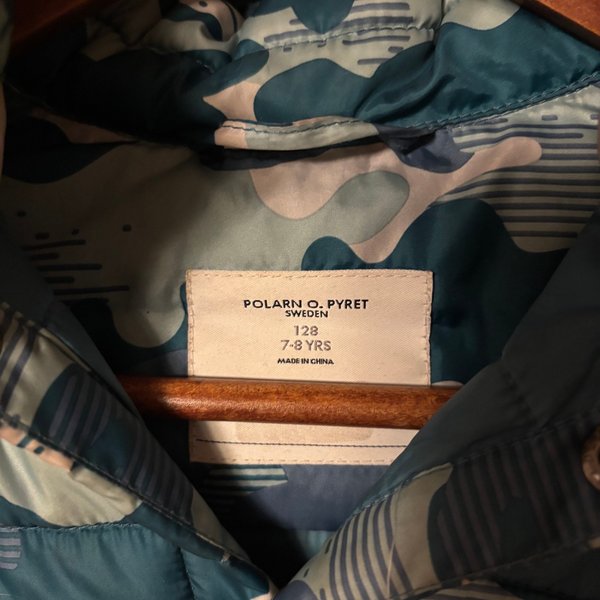 POLARN O. PYRET
SWEDEN
128
7-8 YRS
MADE IN CHINA